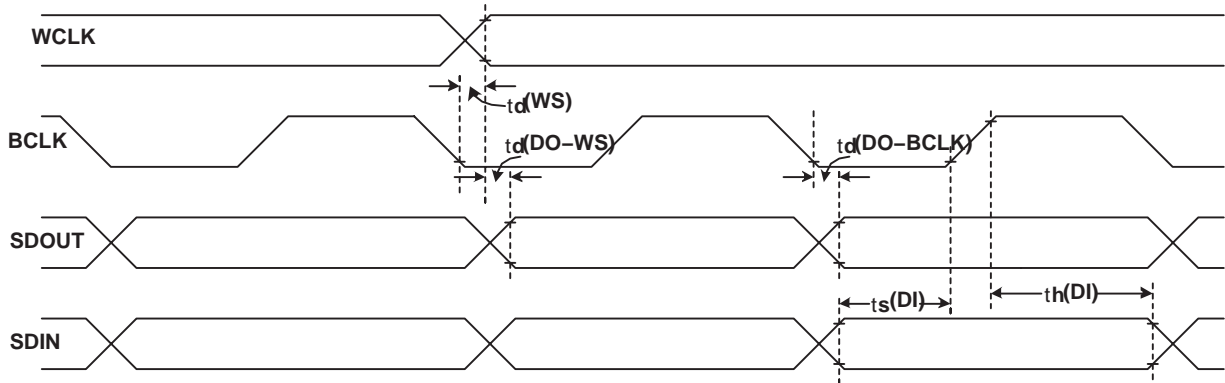 WCLK
td(WS)
BCLK
td(DO−WS)
td(DO−BCLK)
SDOUT
ts(DI)
th(DI)
SDIN